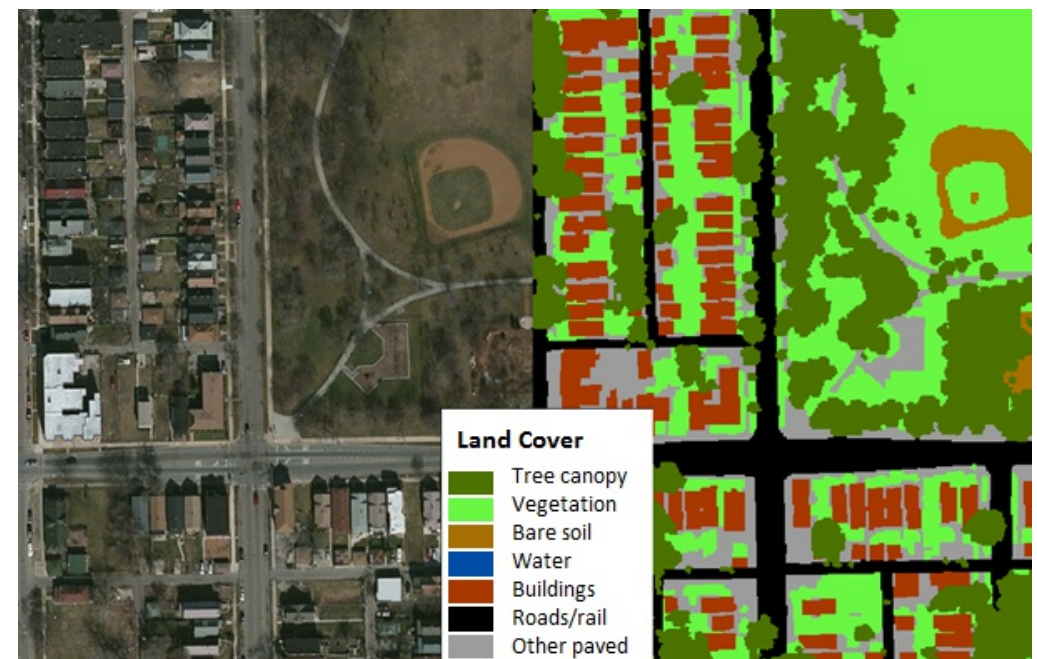 Land Cover
Tree canopy
Vegetation
Bare soil
Water
Buildings
Roads/rail
Other paved